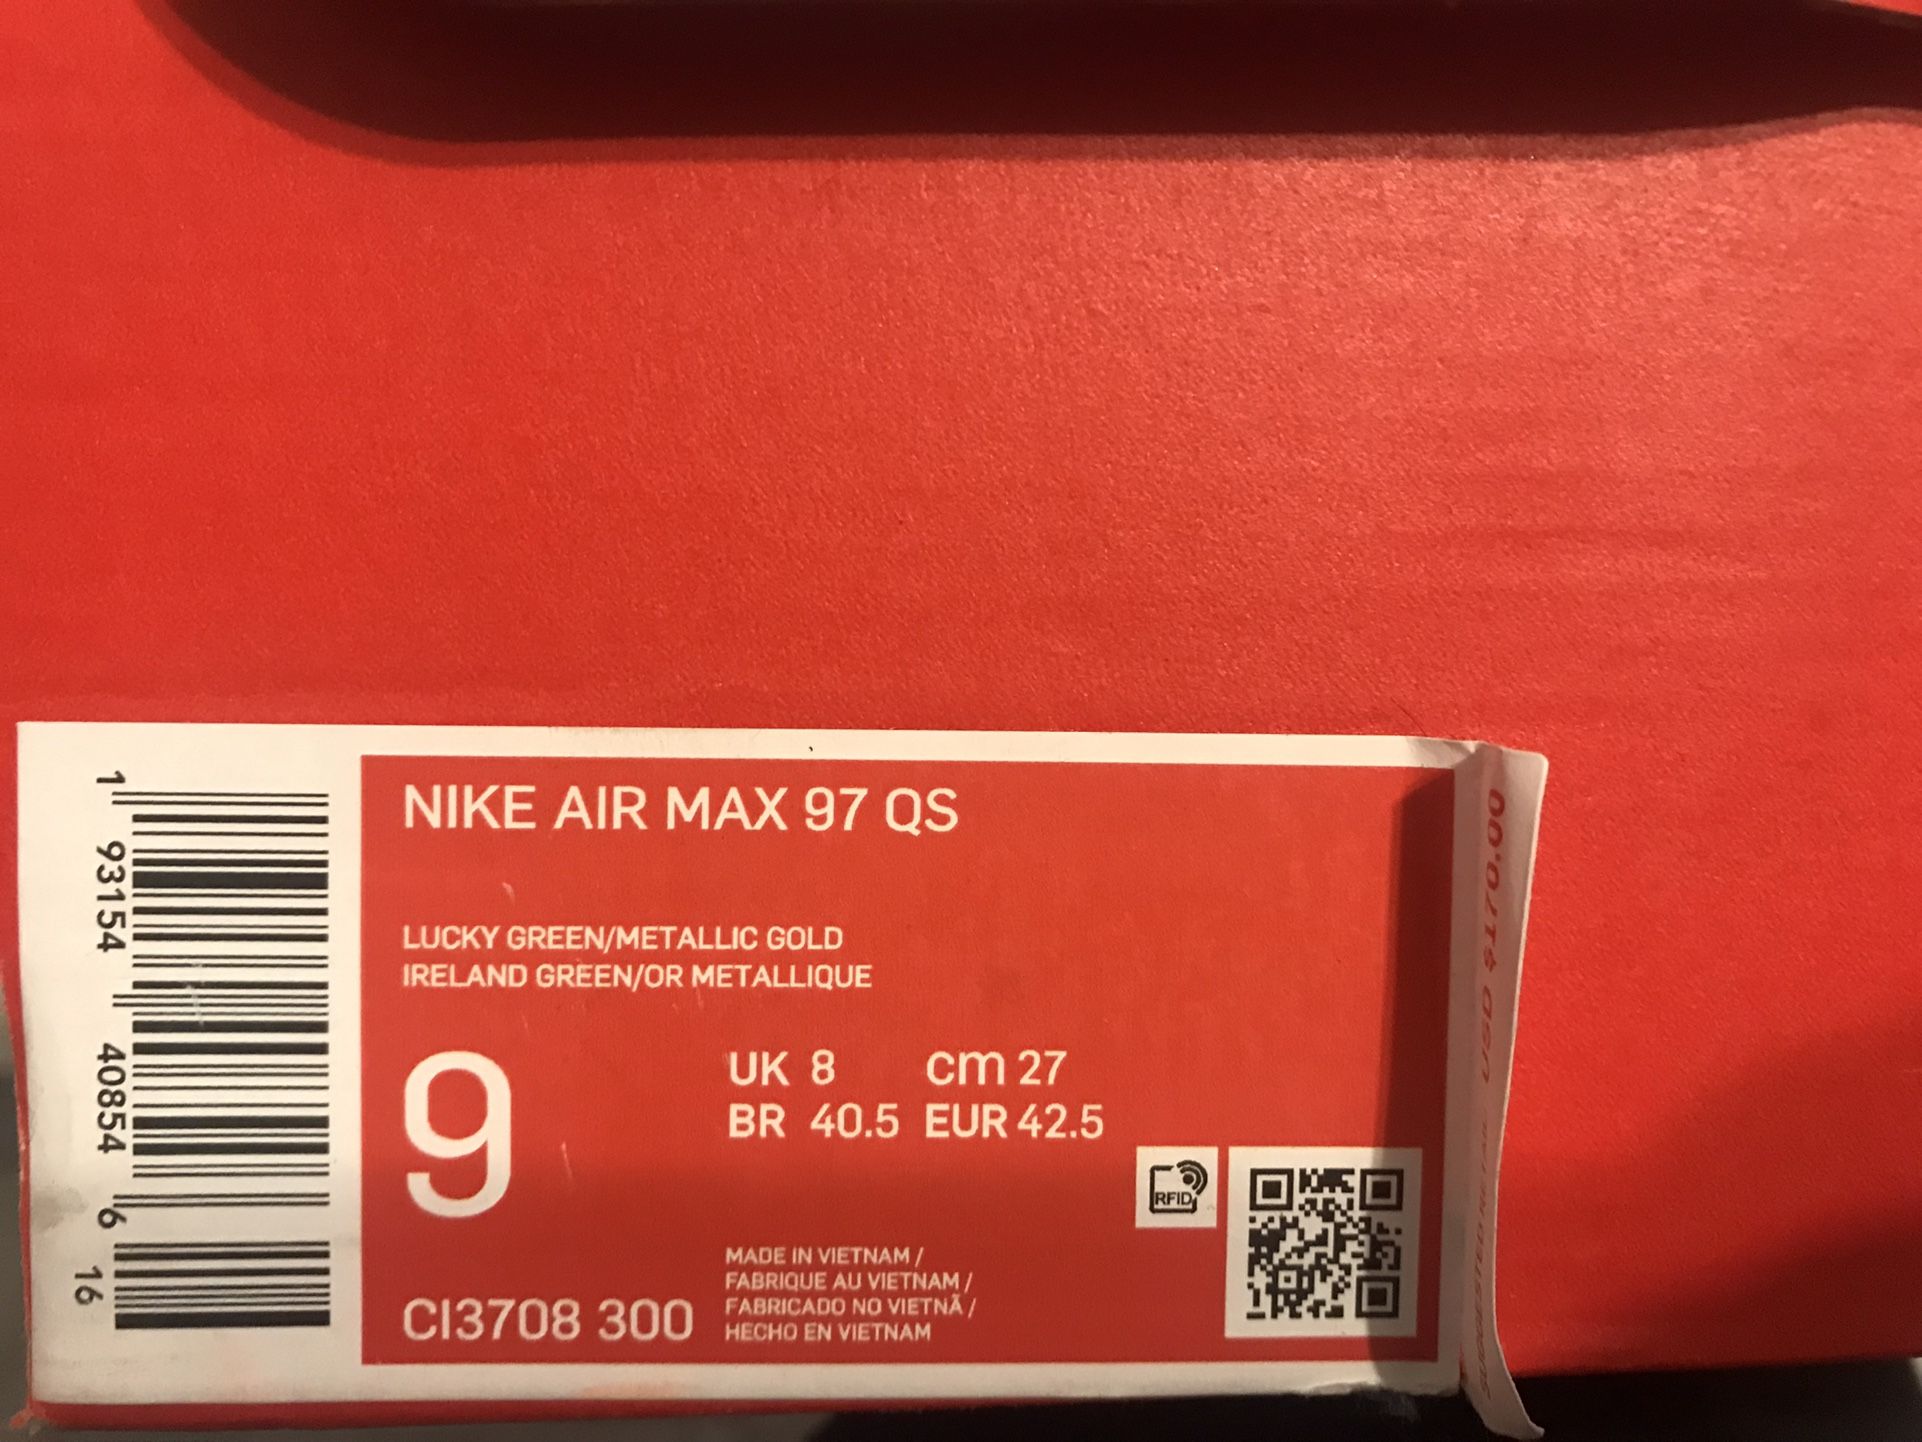 NIKE AIR MAX 97 QS
LUCKY GREEN/METALLIC GOLD
IRELAND GREEN/OR METALLIQUE
9
UK 8 cm 27
BR 40.5 EUR 42.5
RFID
MADE IN VIETNAM /
FABRIQUE AU VIETNAM /
FABRICADO NO VIETNÃ /
HECHO EN VIETNAM
CI3708 300
1 93154 40854 6 16
SUGGESTED RETAIL USD $170.00